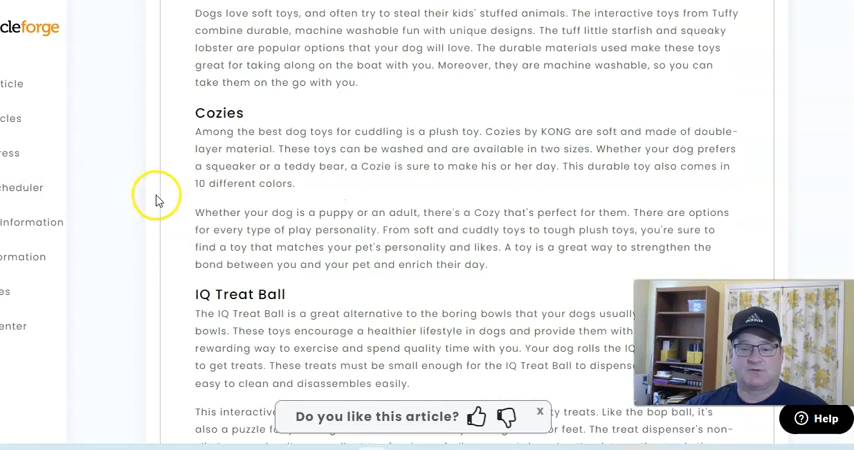 cleforge
Dogs love soft toys, and often try to steal their kids' stuffed animals. The interactive toys from Tuffy
combine durable, machine washable fun with unique designs. The tuff little starfish and squeaky
lobster are popular options that your dog will love. The durable materials used make these toys
great for taking along on the boat with you. Moreover, they are machine washable, so you can
take them on the go with you.
ticle
cles
ress
heduler
Information
ormation
es
enter
Cozies
Among the best dog toys for cuddling is a plush toy. Cozies by KONG are soft and made of double-
layer material. These toys can be washed and are available in two sizes. Whether your dog prefers
a squeaker or a teddy bear, a Cozie is sure to make his or her day. This durable toy also comes in
10 different colors.
Whether your dog is a puppy or an adult, there's a Cozy that's perfect for them. There are options
for every type of play personality. From soft and cuddly toys to tough plush toys, you're sure to
find a toy that matches your pet's personality and likes. A toy is a great way to strengthen the
bond between you and your pet and enrich their day.
IQ Treat Ball
The IQ Treat Ball is a great alternative to the boring bowls that your dogs usually
bowls. These toys encourage a healthier lifestyle in dogs and provide them with
rewarding way to exercise and spend quality time with you. Your dog rolls the IQ
to get treats. These treats must be small enough for the IQ Treat Ball to dispens
easy to clean and disassembles easily.
This interactiv
zy treats. Like the bop ball, it's
also a puzzle fo
or feet. The treat dispenser's non-
Do you like this article?
x
Help
adidas